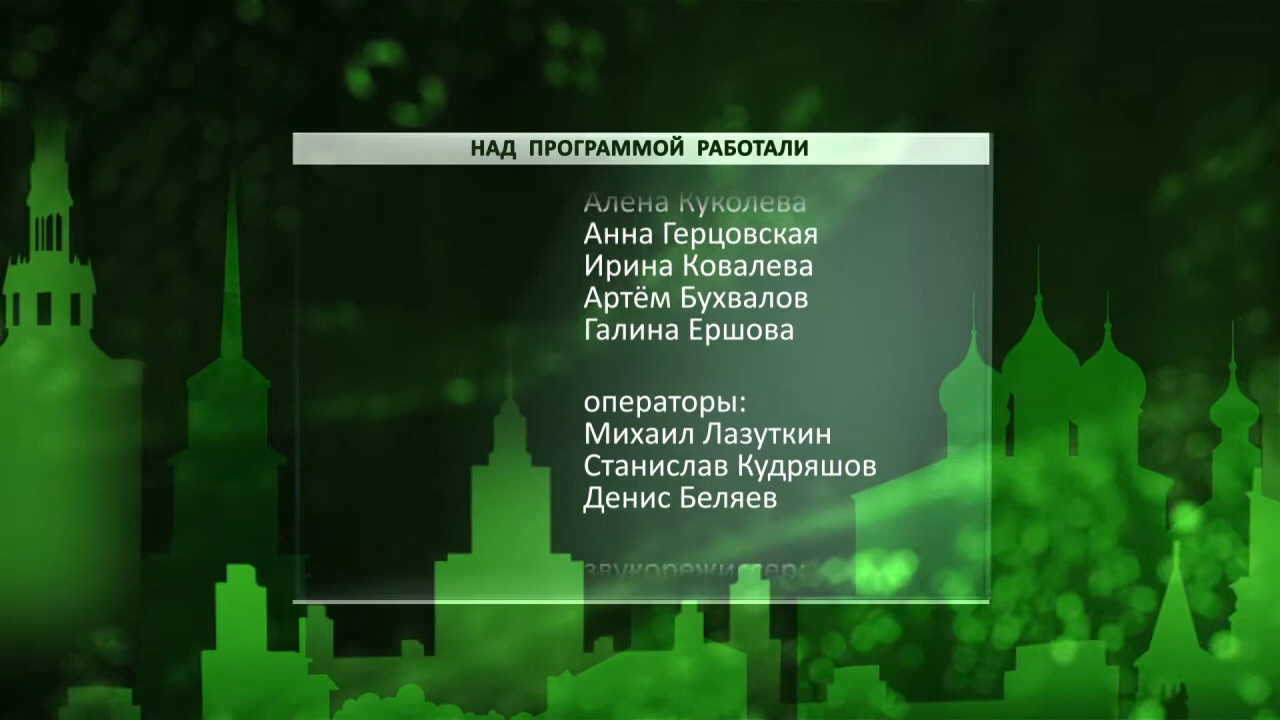 НАД ПРОГРАММОЙ РАБОТАЛИ
Алёна Куколева
Анна Герцовская
Ирина Ковалева
Артём Бухвалов
Галина Ершова
операторы:
Михаил Лазуткин
Станислав Кудряшов
Денис Беляев
звукорежиссер: